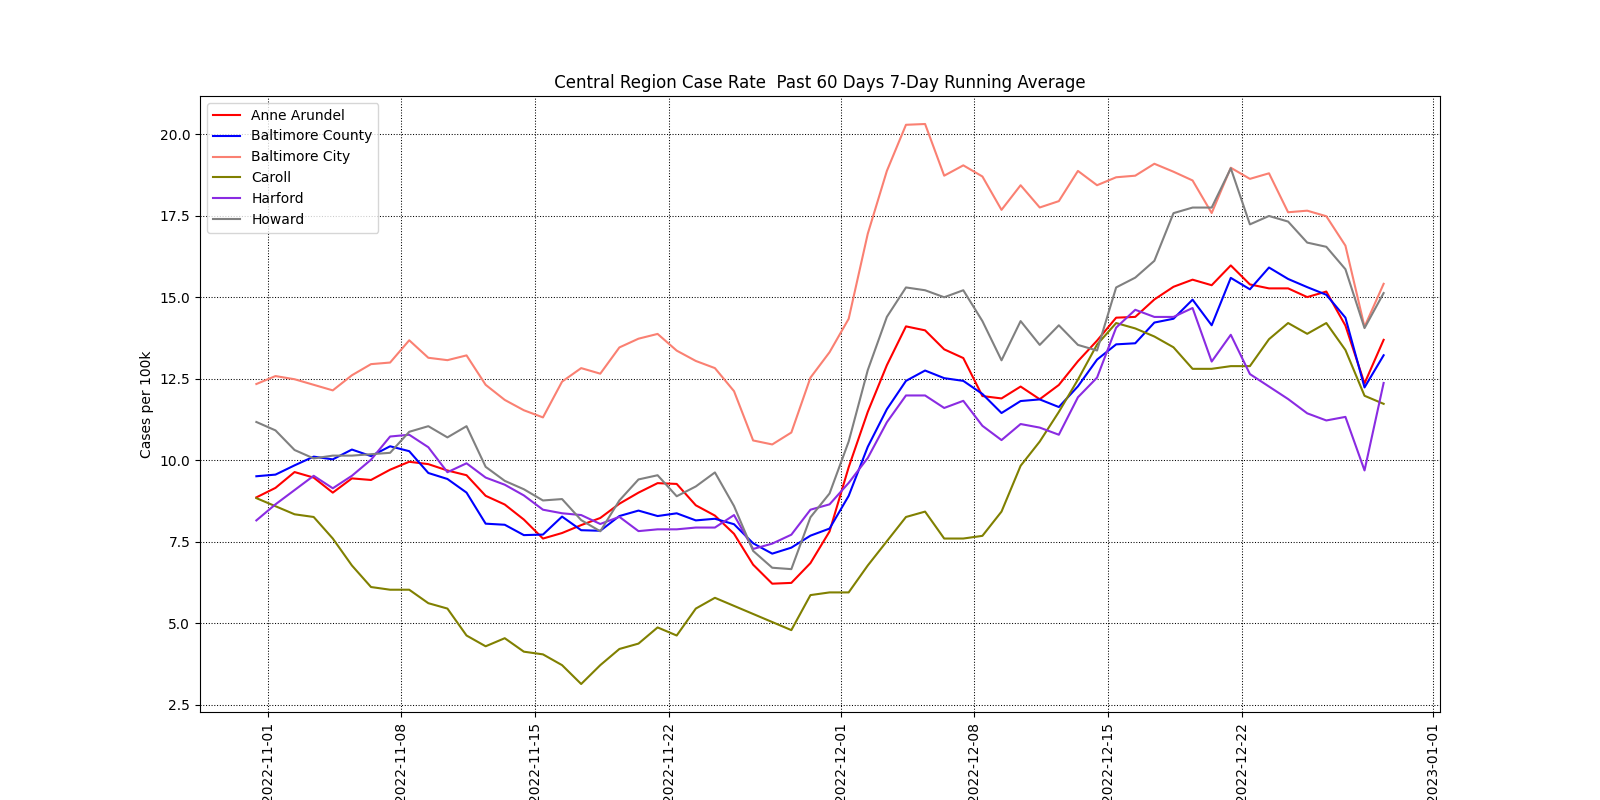 Central Region Case Rate  Past 60 Days 7-Day Running Average
Anne Arundel
Baltimore County
Baltimore City
Caroll
Harford
Howard
Cases per 100k
20.0
17.5
15.0
12.5
10.0
7.5
5.0
2.5
2022-11-01
2022-11-08
2022-11-15
2022-11-22
2022-12-01
2022-12-08
2022-12-15
2022-12-22
2023-01-01